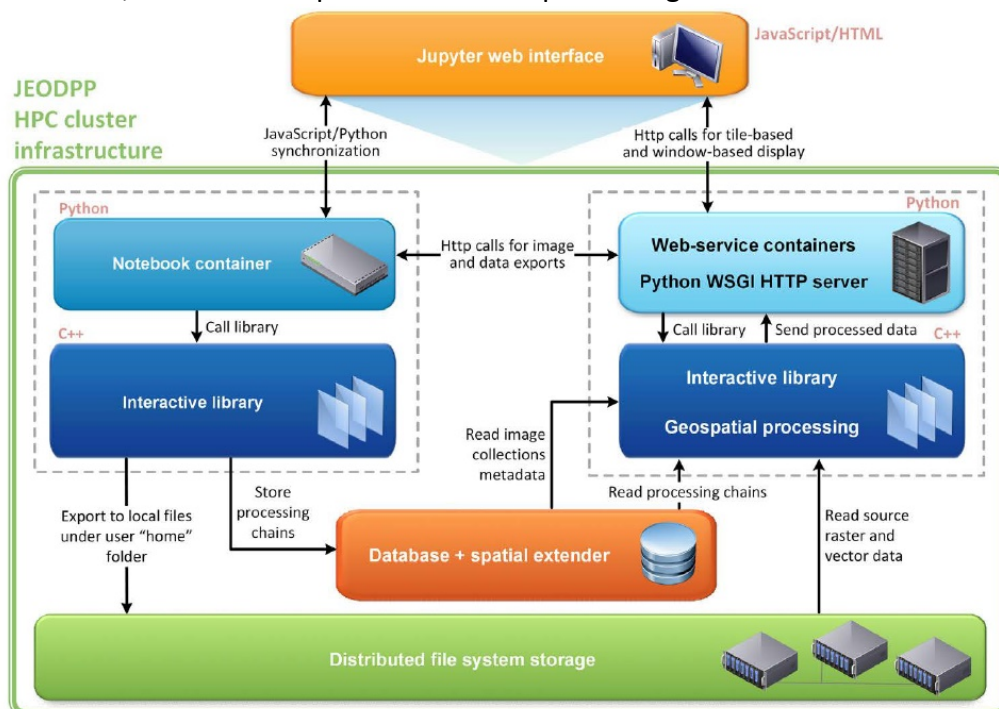 Jupyter web interface
JavaScript/HTML
JEODPP
HPC cluster
infrastructure
JavaScript/Python
synchronization
Http calls for tile-based
and window-based display
Python
Notebook container
Http calls for image
and data exports
Python
Web-service containers
Python WSGI HTTP server
Call library
C++
Interactive library
Call library
Send processed data
C++
Interactive library
Geospatial processing
Read image
collections
metadata
Export to local files
under user “home”
folder
Store
processing
chains
Read processing chains
Read source
raster and
vector data
Database + spatial extender
Distributed file system storage